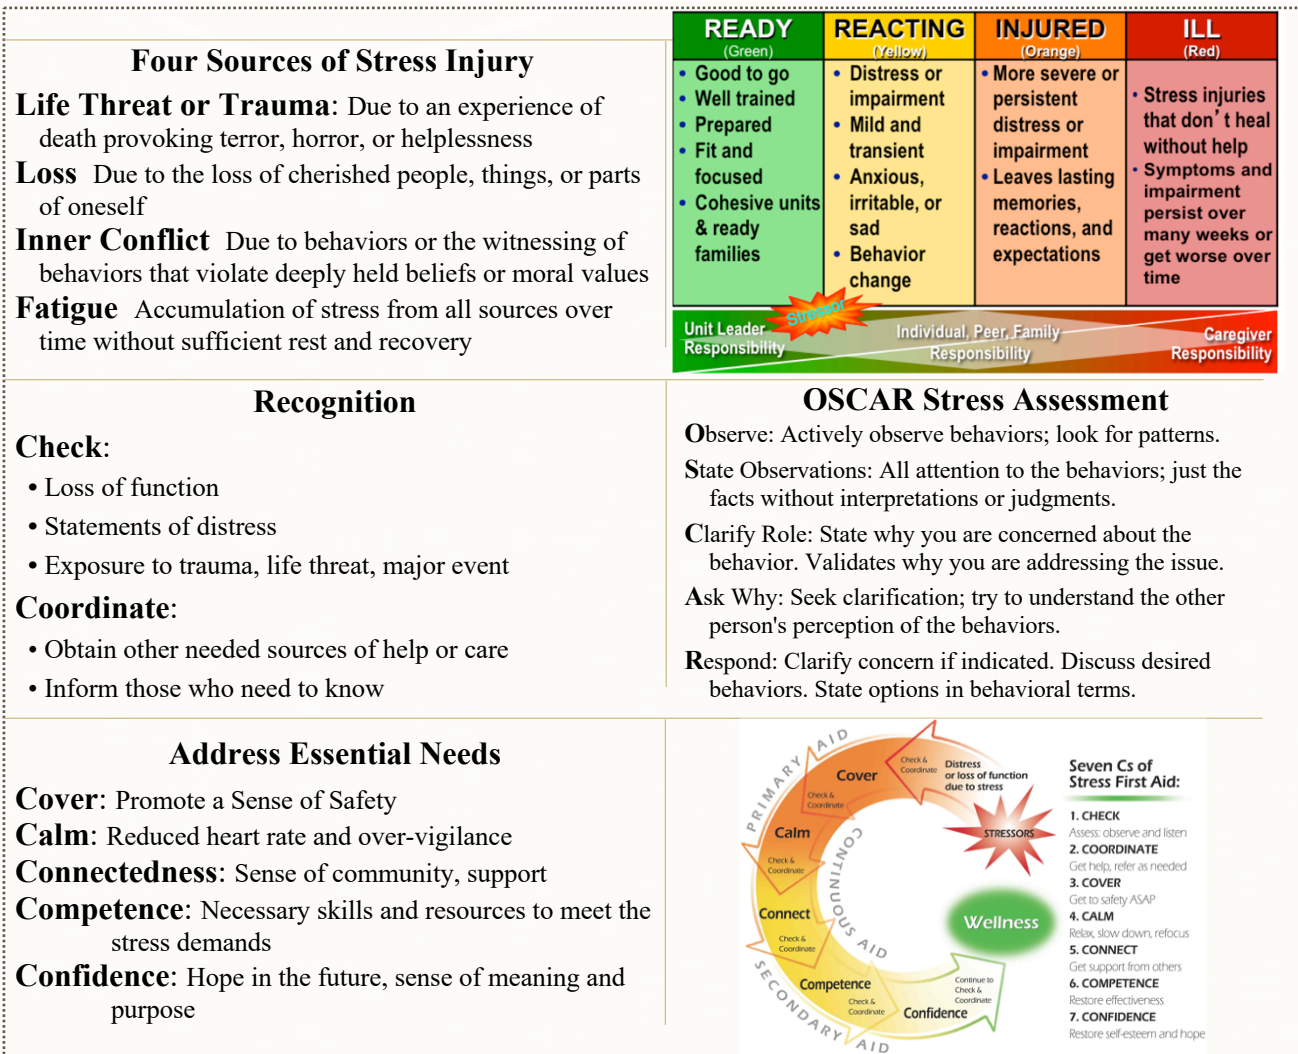 Four Sources of Stress Injury
Life Threat or Trauma: Due to an experience of
death provoking terror, horror, or helplessness
Loss Due to the loss of cherished people, things, or parts
of oneself
Inner Conflict Due to behaviors or the witnessing of
behaviors that violate deeply held beliefs or moral values
Fatigue Accumulation of stress from all sources over
time without sufficient rest and recovery
READY
(Green)
• Good to go
• Well trained
• Prepared
• Fit and
focused
• Cohesive units
& ready
families
REACTING
(Yellow)
• Distress or
impairment
• Mild and
transient
• Anxious,
irritable, or
sad
• Behavior
change
INJURED
(Orange)
• More severe or
persistent
distress or
impairment
• Leaves lasting
memories,
reactions, and
expectations
ILL
(Red)
• Stress injuries
that don’t heal
without help
• Symptoms and
impairment
persist over
many weeks or
get worse over
time
Stressor
Unit Leader
Responsibility
Individual, Peer, Family
Responsibility
Caregiver
Responsibility
Recognition
Check:
• Loss of function
• Statements of distress
• Exposure to trauma, life threat, major event
Coordinate:
• Obtain other needed sources of help or care
• Inform those who need to know
OSCAR Stress Assessment
Observe: Actively observe behaviors; look for patterns.
State Observations: All attention to the behaviors; just the
facts without interpretations or judgments.
Clarify Role: State why you are concerned about the
behavior. Validates why you are addressing the issue.
Ask Why: Seek clarification; try to understand the other
person's perception of the behaviors.
Respond: Clarify concern if indicated. Discuss desired
behaviors. State options in behavioral terms.
Address Essential Needs
Cover: Promote a Sense of Safety
Calm: Reduced heart rate and over-vigilance
Connectedness: Sense of community, support
Competence: Necessary skills and resources to meet the
stress demands
Confidence: Hope in the future, sense of meaning and
purpose
PRIMARY AID
SECONDARY AID
CONTINUOUS AID
Distress
or loss of function
due to stress
STRESSORS
Check &
Coordinate
Cover
Check &
Coordinate
Calm
Check &
Coordinate
Connect
Check &
Coordinate
Competence
Check &
Coordinate
Confidence
Continue to
Check &
Coordinate
Wellness
Seven Cs of
Stress First Aid:
1. CHECK
Assess: observe and listen
2. COORDINATE
Get help, refer as needed
3. COVER
Get to safety ASAP
4. CALM
Relax, slow down, refocus
5. CONNECT
Get support from others
6. COMPETENCE
Restore effectiveness
7. CONFIDENCE
Restore self-esteem and hope